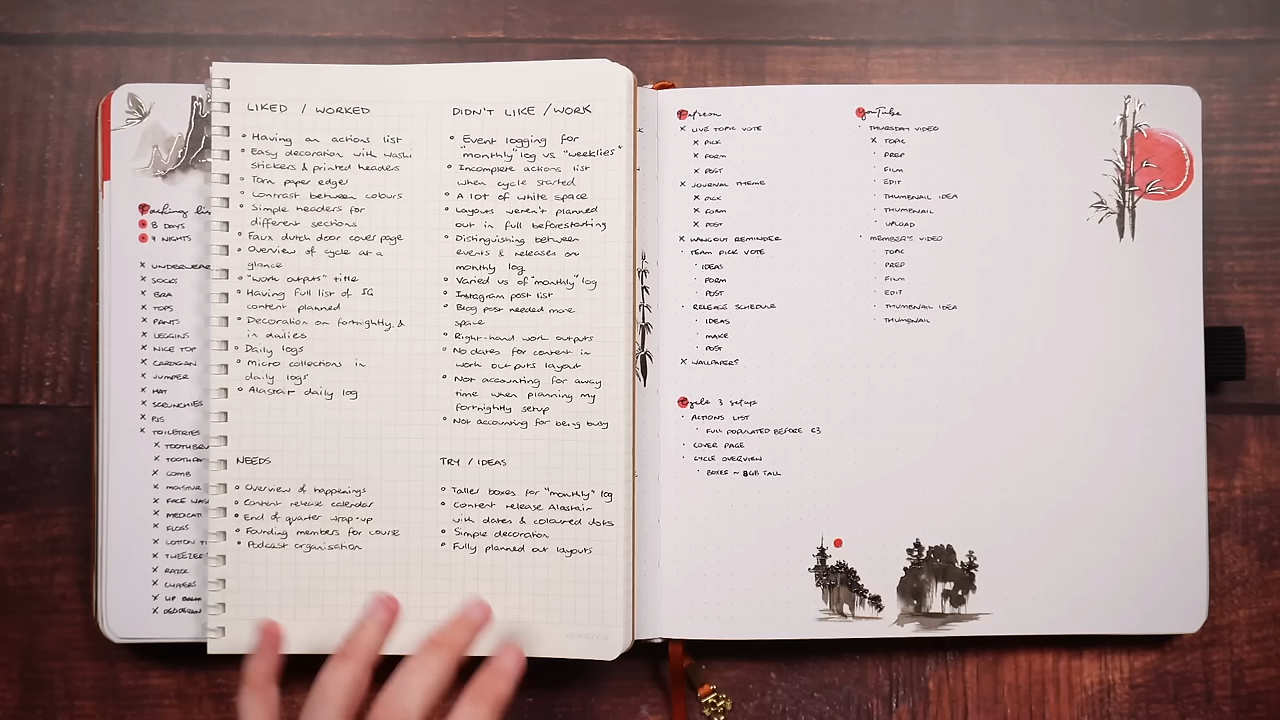 Packing
8 DAYS
7 NIGHTS
UNDERWEAR
SOCKS
BRA
TOPS
PANTS
LEGGINS
NICE TOP
CARDIGAN
JUMPER
HAT
SCRUNCHIES
PJS
TOILETRIES
COMB
FLOSS
RAZOR
LIP BALM
LIKED / WORKED
Having an actions list
Easy decoration with washi
stickers & printed headers
Torn paper edges
Contrast between colours
Simple headers for
different sections
Faux dutch door cover page
Overview of cycle at a
glance
"Work outputs" title
Having full list of IG
content planned
Decoration on fortnightly &
in dailies
Daily logs
Micro collections in
daily logs
Alastair daily log
DIDN'T LIKE / WORK
Event logging for
"monthly" log vs "weeklies"
Incomplete actions list
when cycle started
A lot of white space
Layouts weren't planned
out in full before starting
Distinguishing between
events & releases on
monthly log
Varied us of "monthly" log
Instagram post list
Blog post needed more
space
Right-hand work outputs
No dates for content in
work outputs layout
Not accounting for away
time when planning my
fortnightly setup
Not accounting for being busy
NEEDS
Overview of happenings
Content release calendar
End of quarter wrap-up
Founding members for course
Podcast organisation
TRY / IDEAS
Taller boxes for "monthly" log
Content release Alastair
with dates & coloured dots
Simple decoration
Fully planned out layouts
Patreon
x LIVE TOPIC VOTE
x PICK
x FORM
x POST
x JOURNAL THEME
x PICK
x FORM
x POST
x HANGOUT REMINDER
· TEAM PICK VOTE
· IDEAS
· FORM
· POST
· RELEASE SCHEDULE
· IDEAS
· MAKE
· POST
x WALLPAPERS
Cycle 3 setup
· ACTIONS LIST
· FULL POPULATED BEFORE C3
· COVER PAGE
· CYCLE OVERVIEW
· BOXES ~ 8GB TALL
YouTube
· THURSDAY VIDEO
x TOPIC
· PREP
· FILM
· EDIT
· THUMBNAIL IDEA
· THUMBNAIL
· UPLOAD
· MEMBER'S VIDEO
· TOPIC
· PREP
· FILM
· EDIT
· THUMBNAIL IDEA
· THUMBNAIL